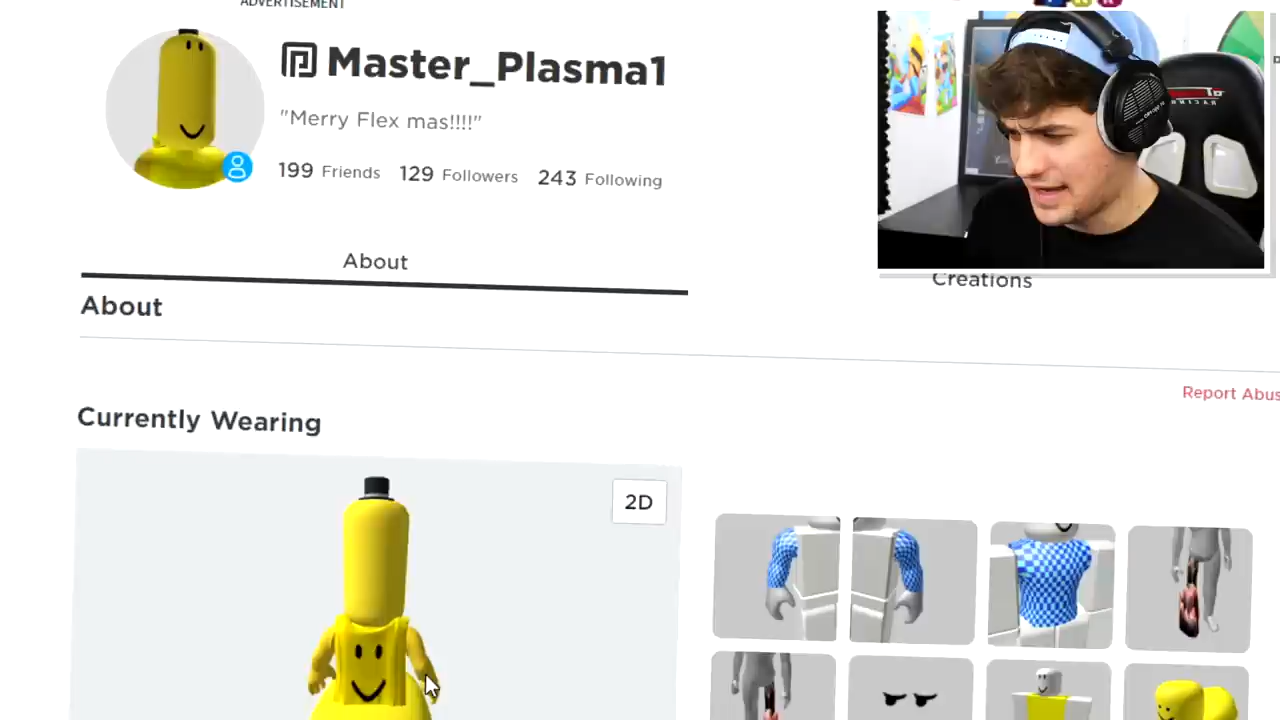 ADVERTISEMENT
Master_Plasma1
"Merry Flex mas!!!!"
199 Friends 129 Followers 243 Following
About
Creations
About
Report Abus
Currently Wearing
2D